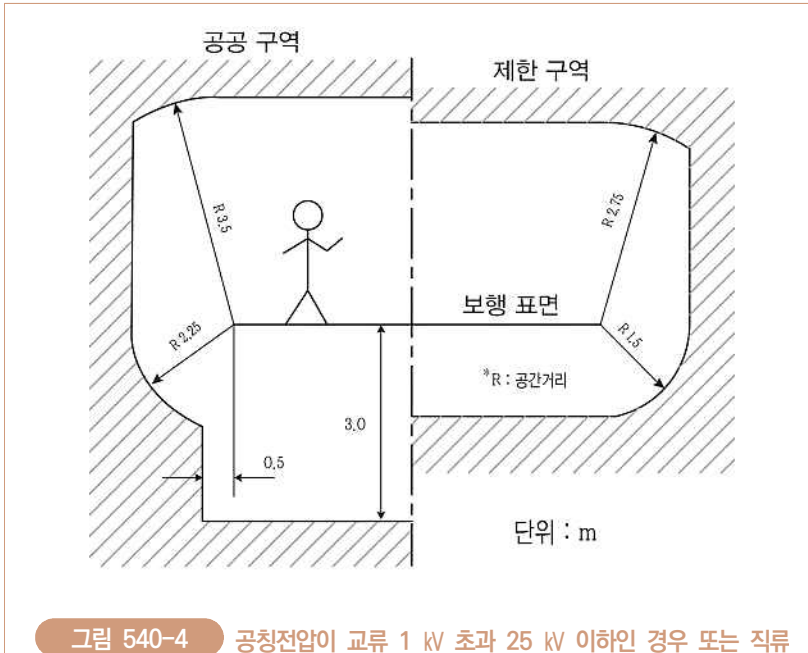 공공 구역
제한 구역
R 3.5
R 2.75
보행 표면
R 2.25
R 1.5
*R : 공간거리
3.0
0.5
단위 : m
그림 540-4 공칭전압이 교류 1 ㎸ 초과 25 ㎸ 이하인 경우 또는 직류